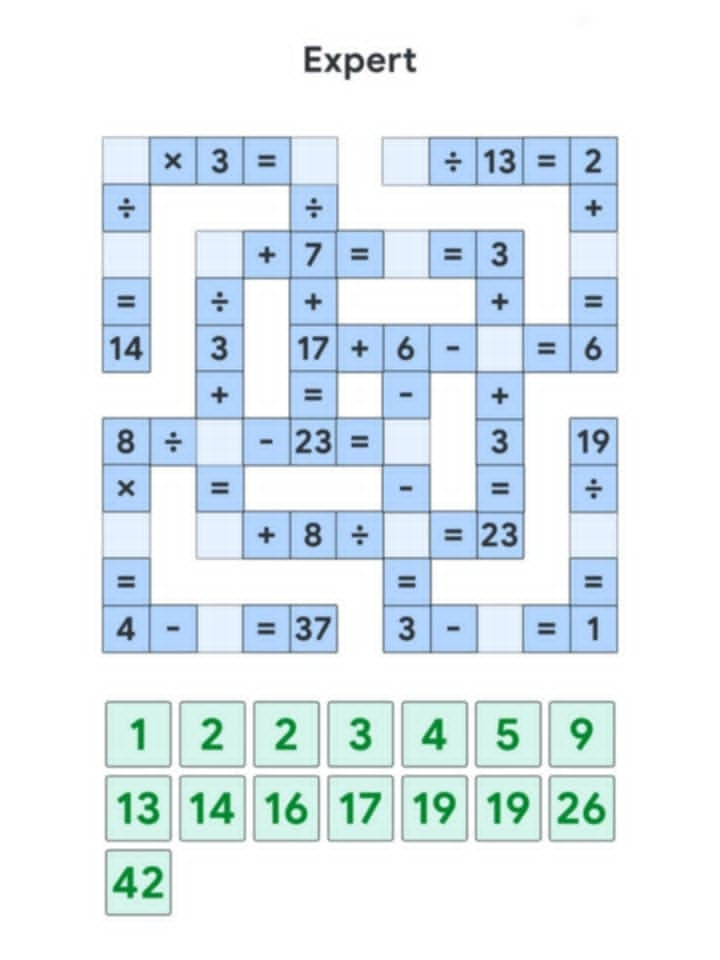 Expert
× 3 = ÷ 13 = 2
÷ ÷ +
+ 7 = = 3
= ÷ + + =
14 3 17 + 6 - = 6
+ = - +
8 ÷ - 23 = 3 19
× = - = ÷
+ 8 ÷ = 23
= = =
4 - = 37 3 - = 1
1 2 2 3 4 5 9
13 14 16 17 19 19 26
42